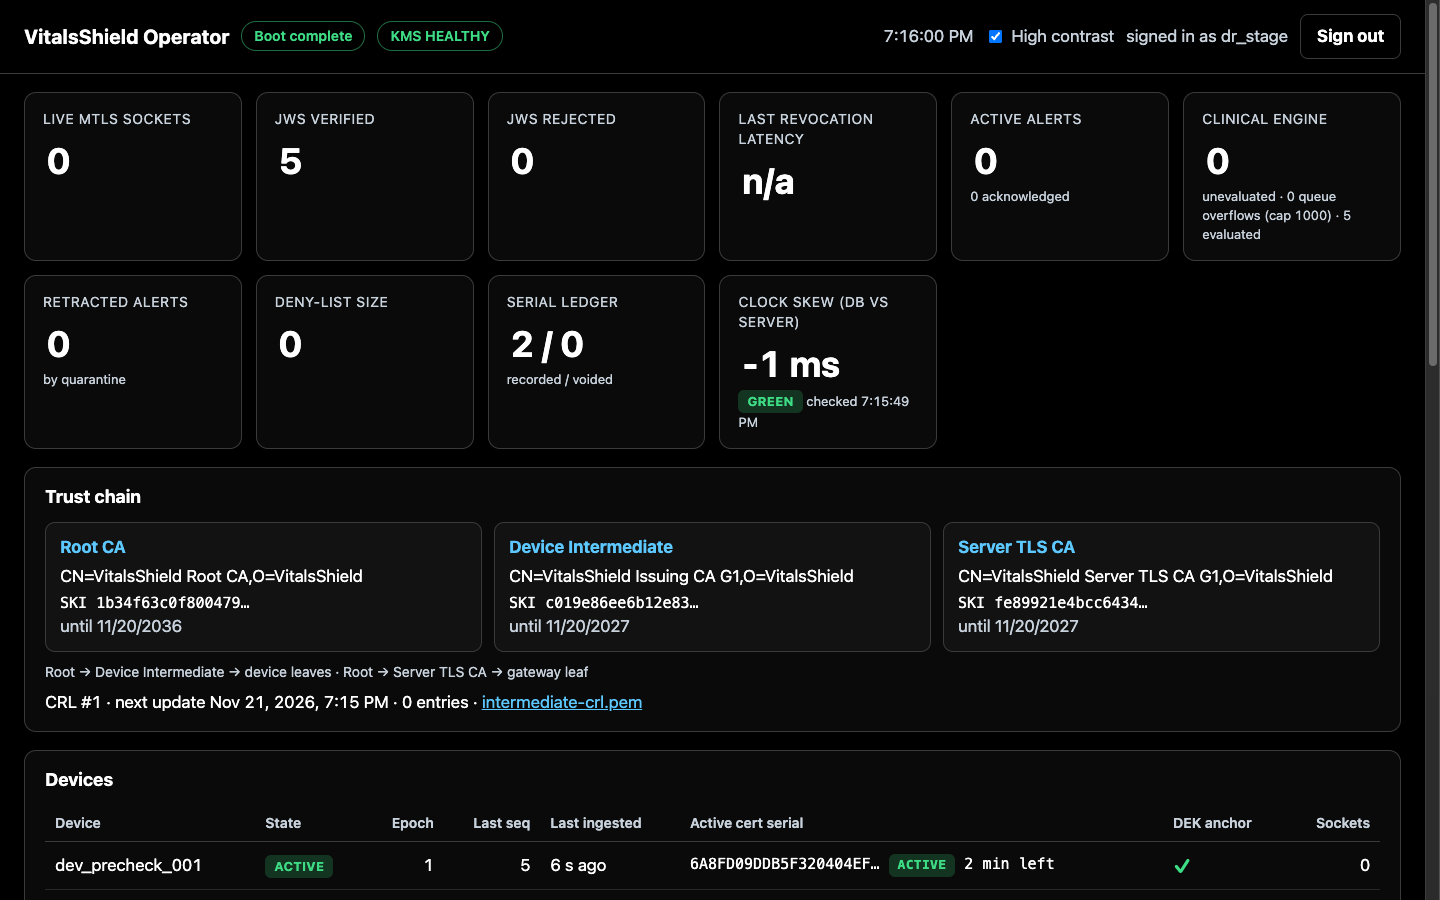 VitalsShield Operator
Boot complete
KMS HEALTHY
7:16:00 PM
High contrast
signed in as dr_stage
Sign out
LIVE MTLS SOCKETS
0
JWS VERIFIED
5
JWS REJECTED
0
LAST REVOCATION
LATENCY
n/a
ACTIVE ALERTS
0
0 acknowledged
CLINICAL ENGINE
0
unevaluated · 0 queue
overflows (cap 1000) · 5
evaluated
RETRACTED ALERTS
0
by quarantine
DENY-LIST SIZE
0
SERIAL LEDGER
2 / 0
recorded / voided
CLOCK SKEW (DB VS
SERVER)
-1 ms
GREEN checked 7:15:49
PM
Trust chain
Root CA
CN=VitalsShield Root CA,O=VitalsShield
SKI 1b34f63c0f800479…
until 11/20/2036
Device Intermediate
CN=VitalsShield Issuing CA G1,O=VitalsShield
SKI c019e86ee6b12e83…
until 11/20/2027
Server TLS CA
CN=VitalsShield Server TLS CA G1,O=VitalsShield
SKI fe89921e4bcc6434…
until 11/20/2027
Root → Device Intermediate → device leaves · Root → Server TLS CA → gateway leaf
CRL #1 · next update Nov 21, 2026, 7:15 PM · 0 entries · intermediate-crl.pem
Devices
Device State Epoch Last seq Last ingested Active cert serial DEK anchor Sockets
dev_precheck_001 ACTIVE 1 5 6 s ago 6A8FD09DDB5F320404EF… ACTIVE 2 min left ✓ 0